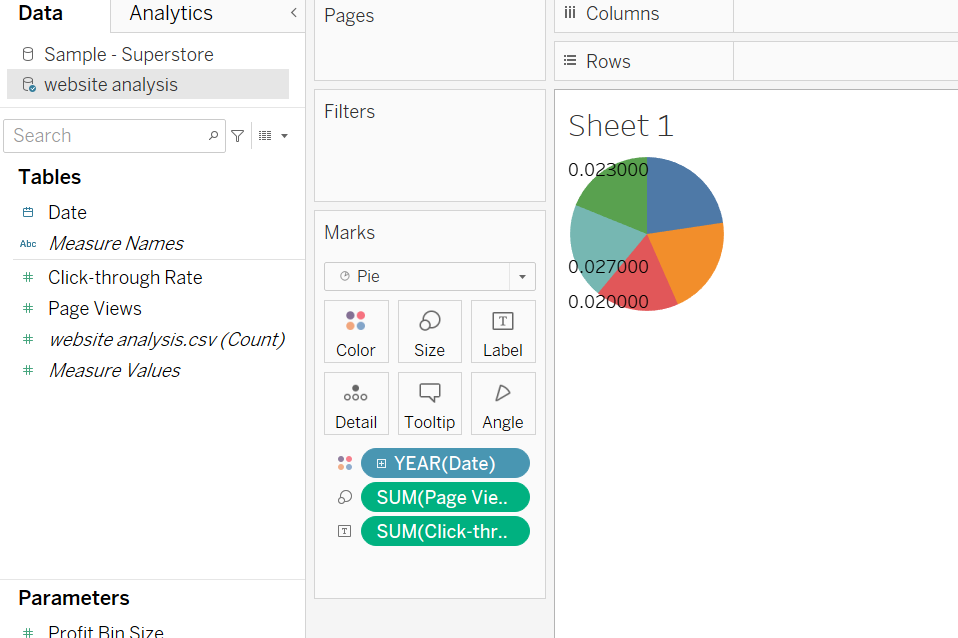 Data
Analytics
Sample - Superstore
website analysis
Search
Tables
Date
Abc Measure Names
Click-through Rate
Page Views
website analysis.csv (Count)
Measure Values
Parameters
Profit Bin Size
Pages
Filters
Marks
Pie
Color Size Label
Detail Tooltip Angle
YEAR(Date)
SUM(Page Vie..
T SUM(Click-thr..
Columns
Rows
Sheet 1
0.023000
0.027000
0.020000